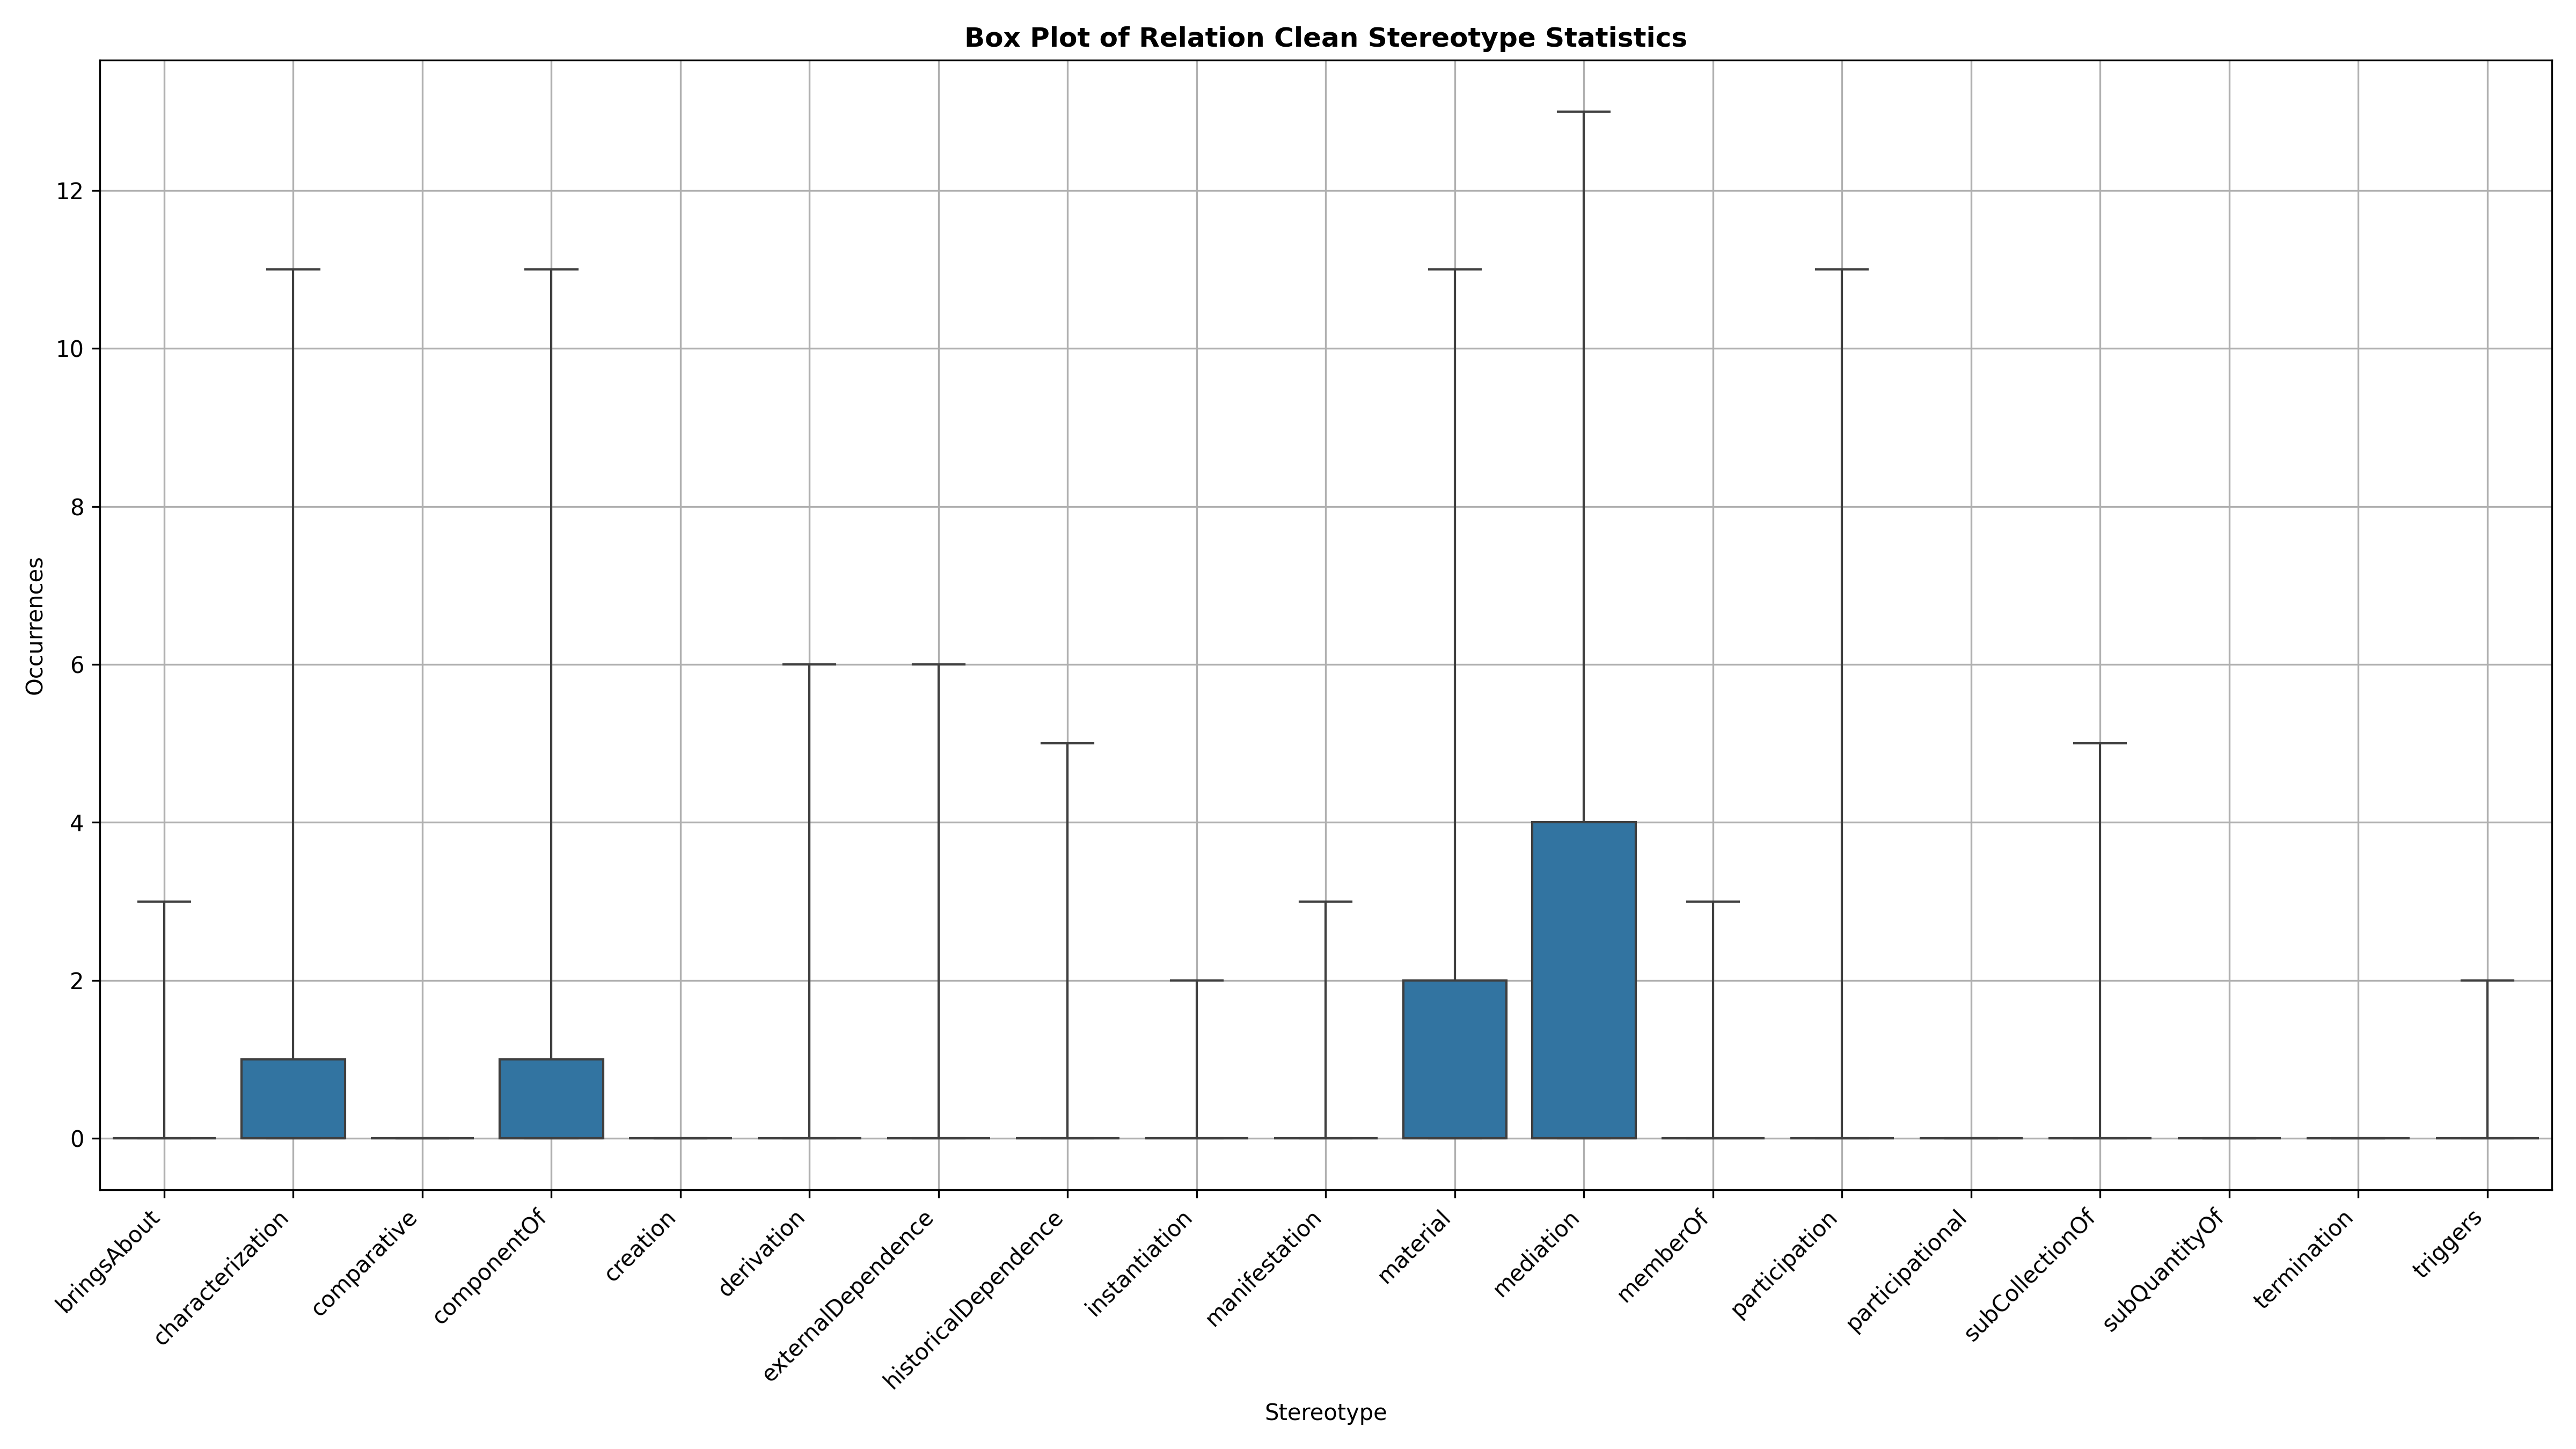 Box Plot of Relation Clean Stereotype Statistics
12
10
8
6
4
2
0
Occurrences
bringsAbout
characterization
comparative
componentOf
creation
derivation
externalDependence
historicalDependence
instantiation
manifestation
material
mediation
memberOf
participation
participational
subCollectionOf
subQuantityOf
termination
triggers
Stereotype